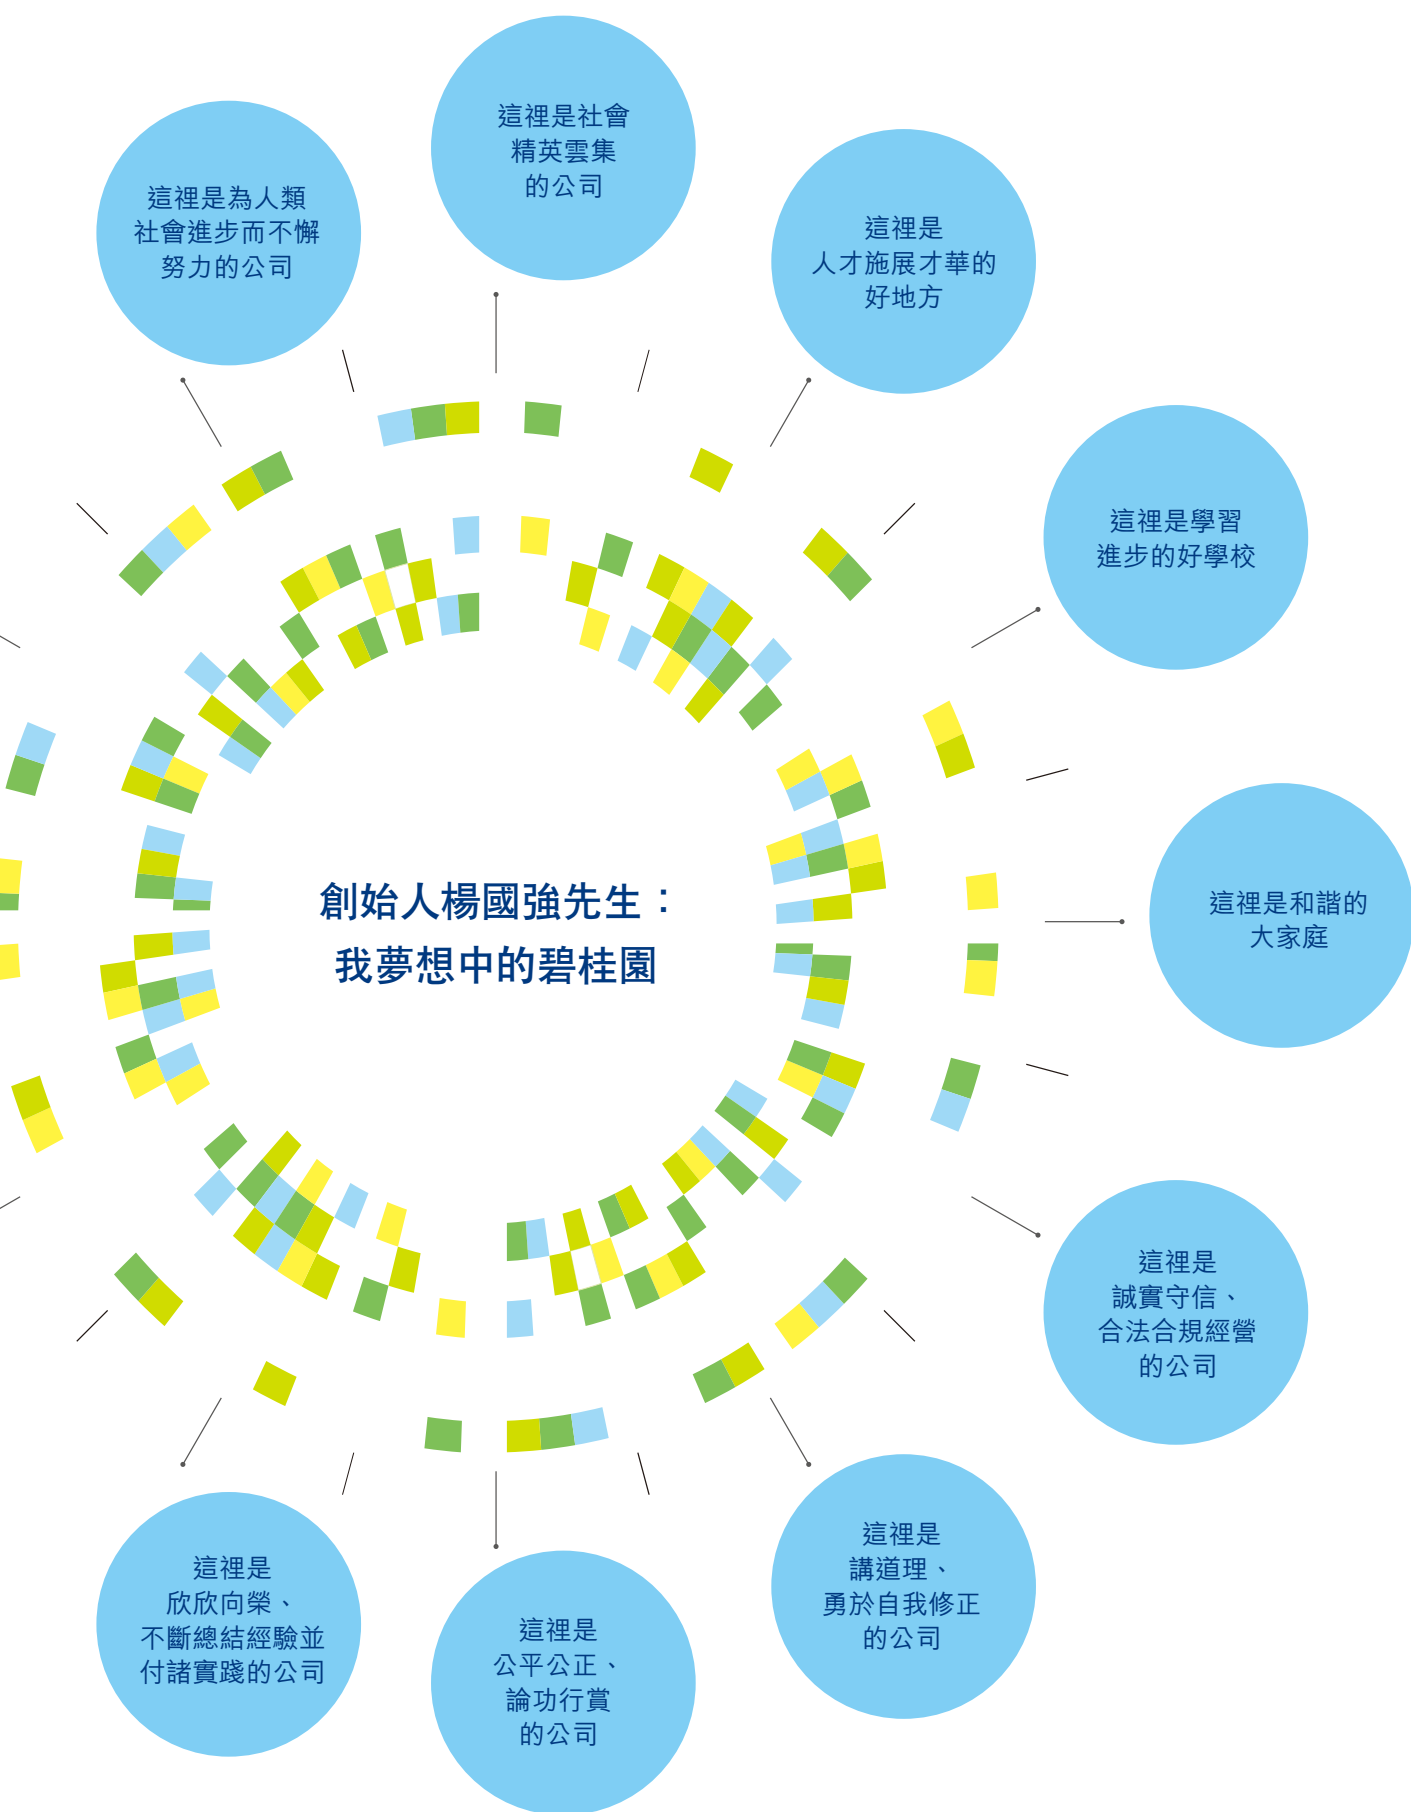 這裡是社會
精英雲集
的公司
這裡是為人類
社會進步而不懈
努力的公司
這裡是
人才施展才華的
好地方
這裡是學習
進步的好學校
創始人楊國強先生：
我夢想中的碧桂園
這裡是和諧的
大家庭
這裡是
誠實守信、
合法合規經營
的公司
這裡是
講道理、
勇於自我修正
的公司
這裡是
欣欣向榮、
不斷總結經驗並
付諸實踐的公司
這裡是
公平公正、
論功行賞
的公司